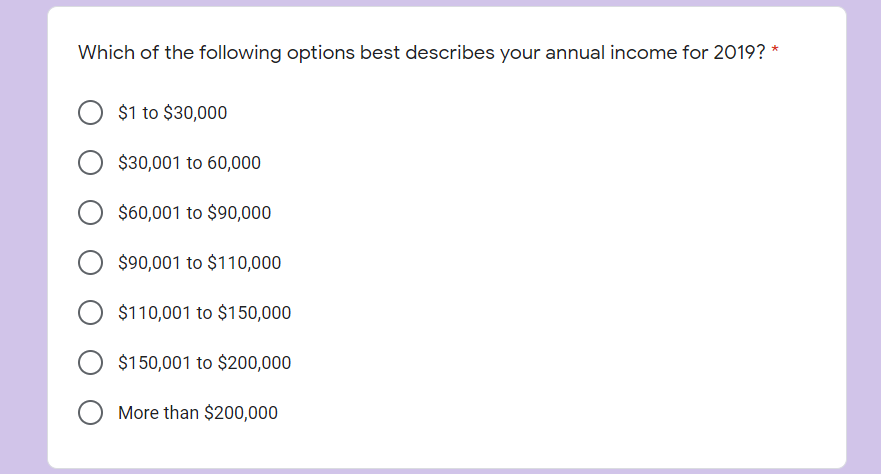 Which of the following options best describes your annual income for 2019? *
$1 to $30,000
$30,001 to 60,000
$60,001 to $90,000
$90,001 to $110,000
$110,001 to $150,000
$150,001 to $200,000
More than $200,000